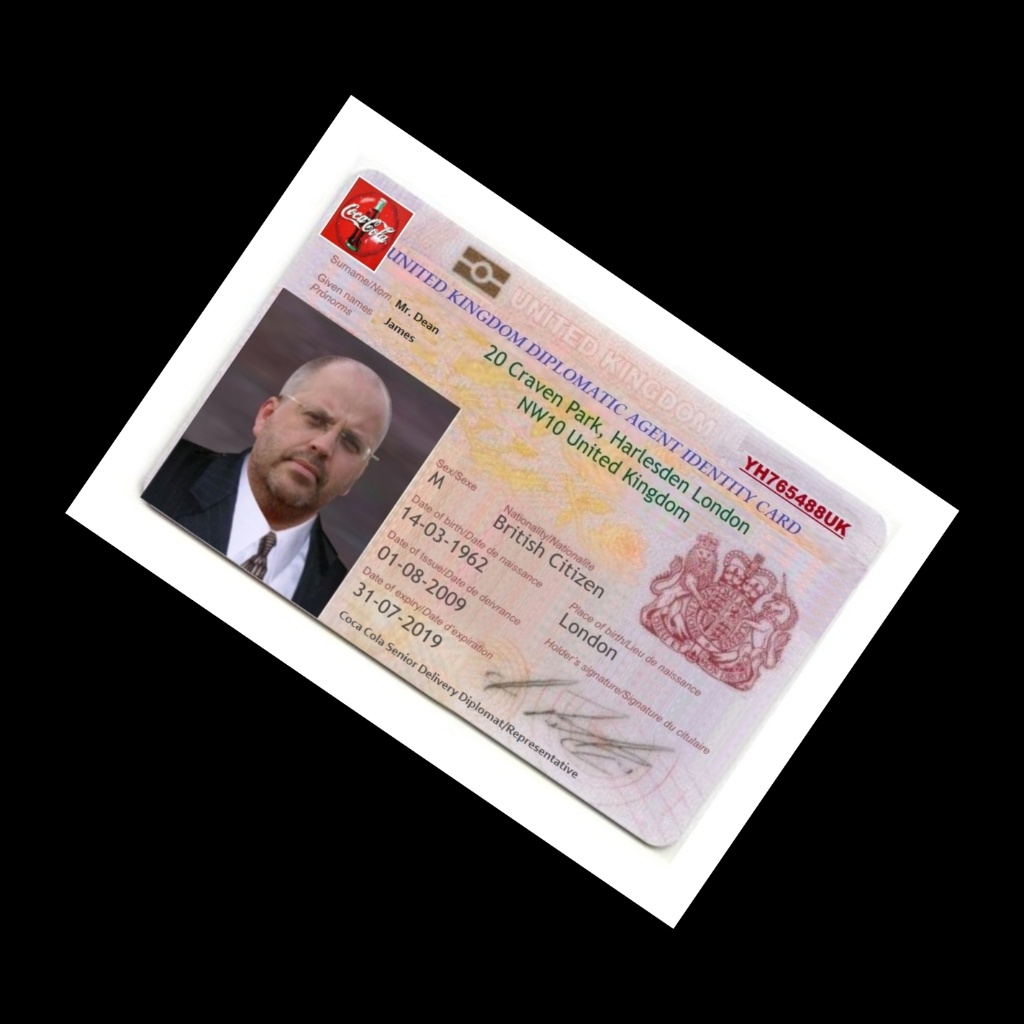 Coca-Cola
UNITED KINGDOM
UNITED KINGDOM DIPLOMATIC AGENT IDENTITY CARD
YH765488UK
Surname/Nom
Mr. Dean
Given names
Prénorms
James
20 Craven Park, Harlesden London
NW10 United Kingdom
Sex/Sexe
M
Nationality/Nationalite
British Citizen
Date of birth/Date de naissance
14-03-1962
Place of birth/Lieu de naissance
London
Date of Issue/Date de deivrance
01-08-2009
Holder's signature/Signature du citulaire
Date of expiry/Date d'expiration
31-07-2019
Coca Cola Senior Delivery Diplomat/Representative